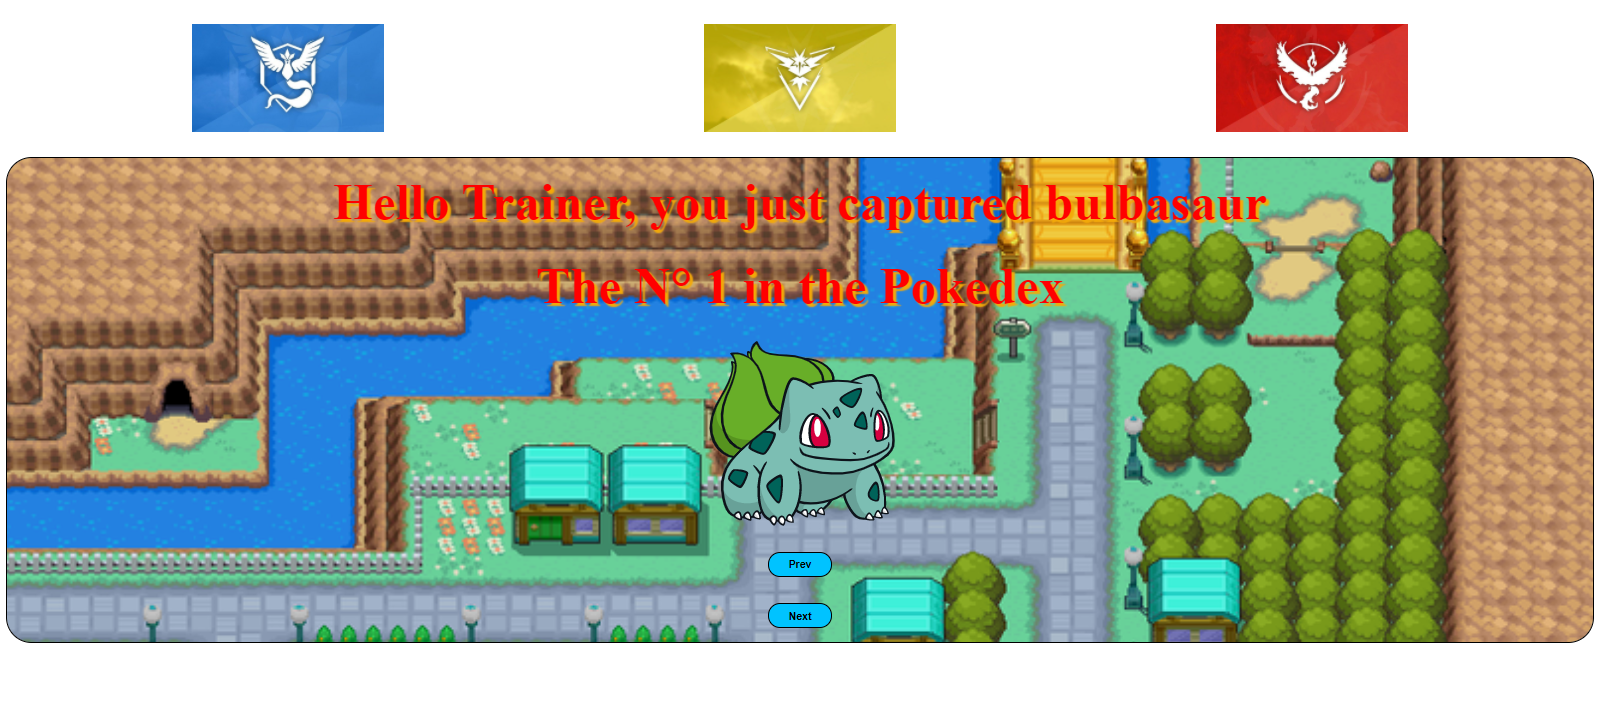 Hello Trainer, you just captured bulbasaur
The N° 1 in the Pokedex
Prev
Next